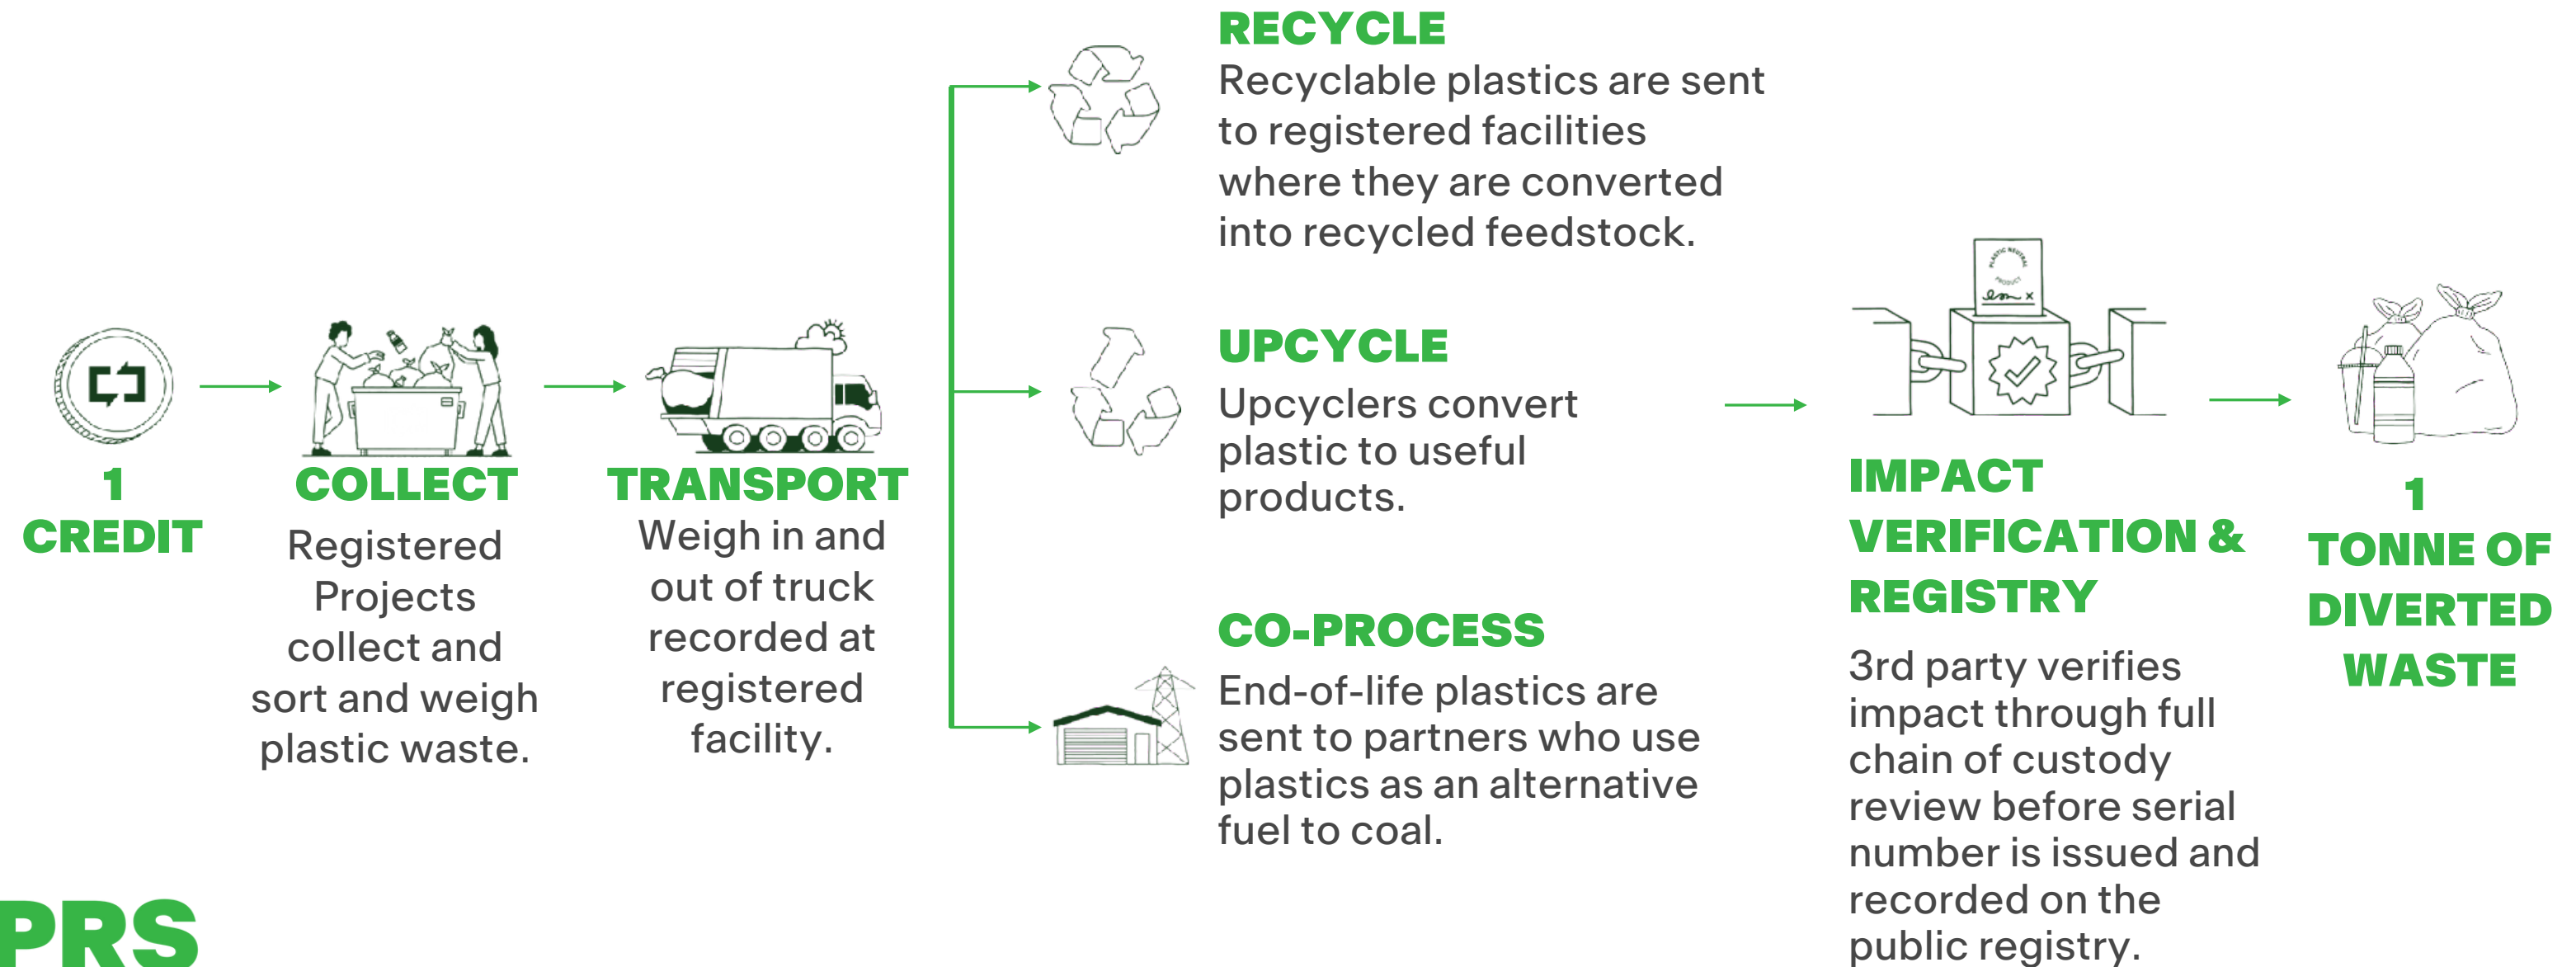 1
CREDIT
COLLECT
Registered
Projects
collect and
sort and weigh
plastic waste.
TRANSPORT
Weigh in and
out of truck
recorded at
registered
facility.
RECYCLE
Recyclable plastics are sent
to registered facilities
where they are converted
into recycled feedstock.
UPCYCLE
Upcyclers convert
plastic to useful
products.
CO-PROCESS
End-of-life plastics are
sent to partners who use
plastics as an alternative
fuel to coal.
PLASTIC NEUTRAL
PRODUCT
IMPACT
VERIFICATION &
REGISTRY
3rd party verifies
impact through full
chain of custody
review before serial
number is issued and
recorded on the
public registry.
1
TONNE OF
DIVERTED
WASTE
PRS